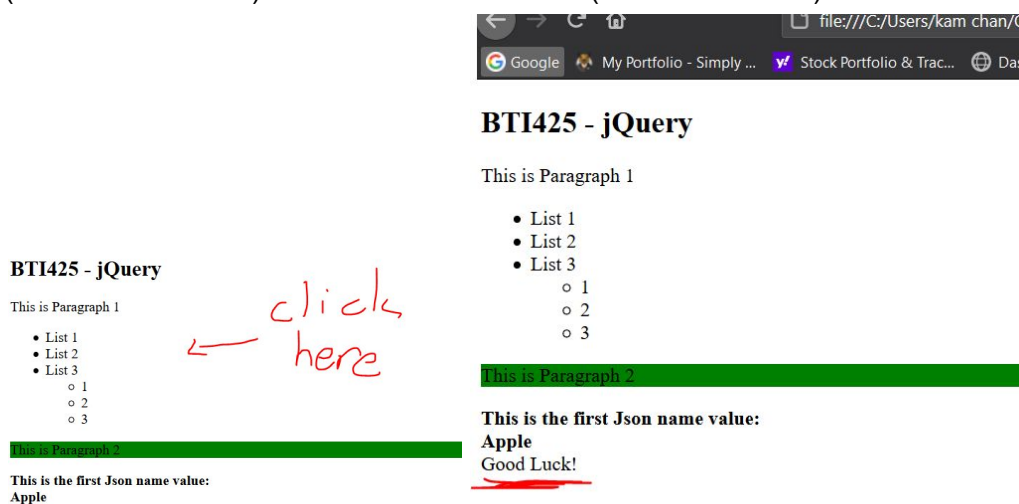 BTI425 - jQuery
This is Paragraph 1
• List 1
• List 2
• List 3
◦ 1
◦ 2
◦ 3
This is Paragraph 2
This is the first Json name value:
Apple
click
here
file:///C:/Users/kam chan/
Google My Portfolio - Simply ... Stock Portfolio & Trac...
BTI425 - jQuery
This is Paragraph 1
• List 1
• List 2
• List 3
◦ 1
◦ 2
◦ 3
This is Paragraph 2
This is the first Json name value:
Apple
Good Luck!